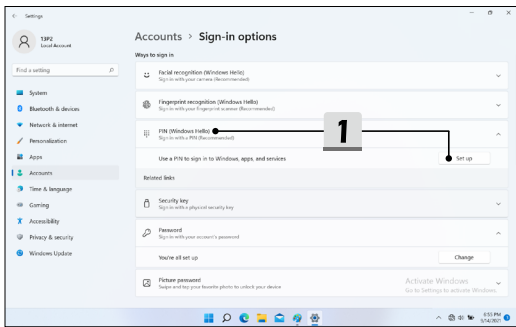 Settings
13P2
Local Account
Find a setting
System
Bluetooth & devices
Network & internet
Personalization
Apps
Accounts
Time & language
Gaming
Accessibility
Privacy & security
Windows Update
Accounts > Sign-in options
Ways to sign in
Facial recognition (Windows Hello)
Sign in with your camera (Recommended)
Fingerprint recognition (Windows Hello)
Sign in with your fingerprint scanner (Recommended)
PIN (Windows Hello)
Sign in with a PIN (Recommended)
1
Use a PIN to sign in to Windows, apps, and services
Set up
Related links
Security key
Sign in with a physical security key
Password
Sign in with your account's password
You're all set up
Change
Picture password
Swipe and tap your favorite photo to unlock your device
Activate Windows
Go to Settings to activate Windows.
6:55 PM
5/14/2021